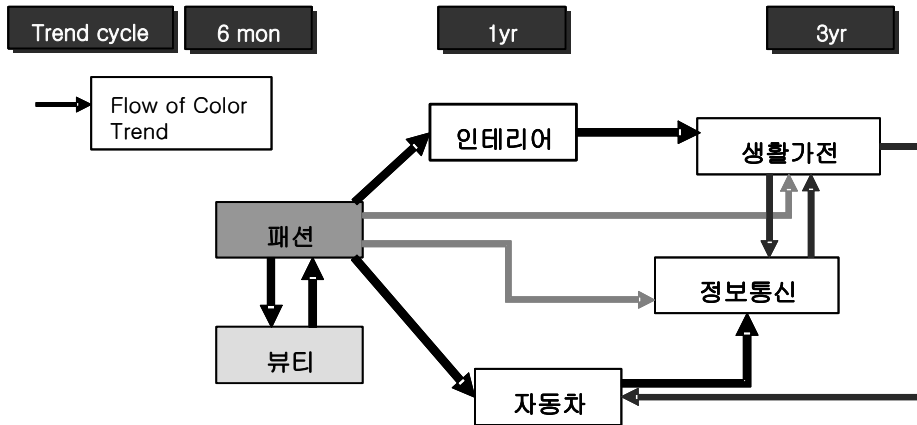 Trend cycle
6 mon
1yr
3yr
Flow of Color
Trend
인테리어
생활가전
패션
정보통신
뷰티
자동차